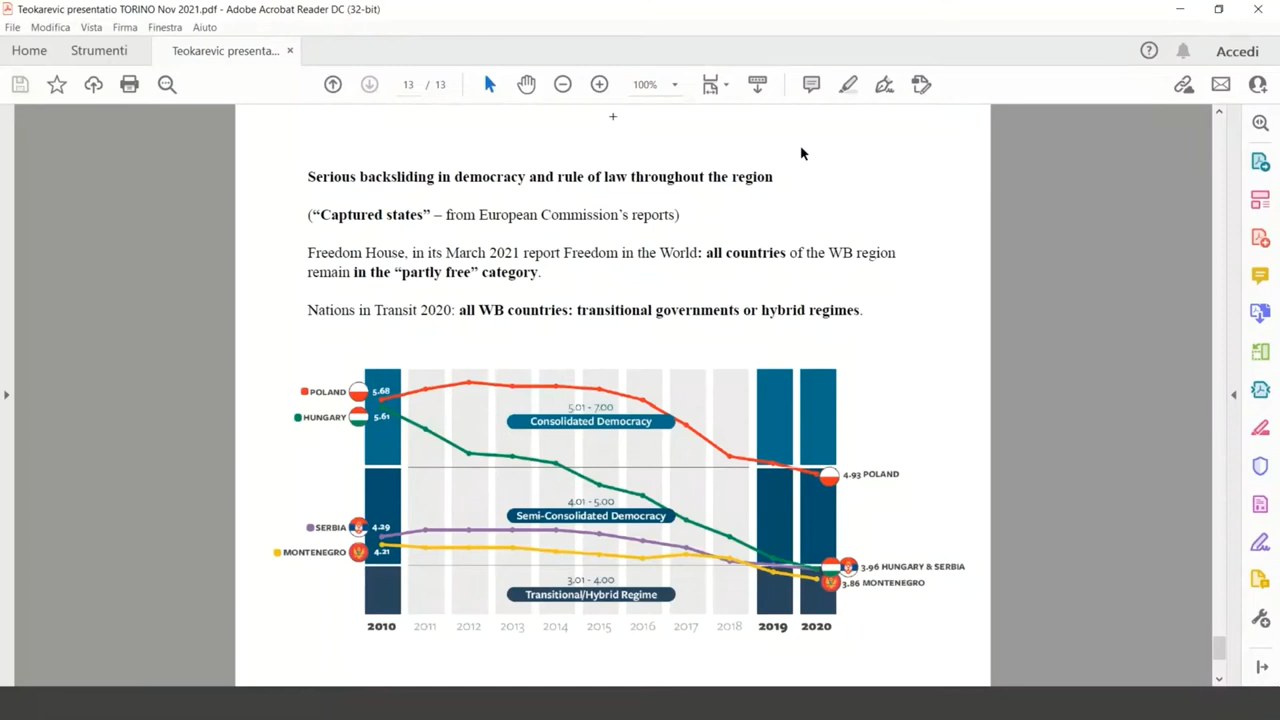 Teokarevic presentatio TORINO Nov 2021.pdf - Adobe Acrobat Reader DC (32-bit)
File Modifica Vista Firma Finestra Aiuto
Home Strumenti Teokarevic presenta... × Accedi
13 / 13 100%
Serious backsliding in democracy and rule of law throughout the region
(“Captured states” – from European Commission’s reports)
Freedom House, in its March 2021 report Freedom in the World: all countries of the WB region
remain in the “partly free” category.
Nations in Transit 2020: all WB countries: transitional governments or hybrid regimes.
POLAND 5.68
HUNGARY 5.61
5.01 - 7.00
Consolidated Democracy
4.93 POLAND
4.01 - 5.00
Semi-Consolidated Democracy
SERBIA 4.29
MONTENEGRO 4.21
3.96 HUNGARY & SERBIA
3.01 - 4.00
3.86 MONTENEGRO
Transitional/Hybrid Regime
2010 2011 2012 2013 2014 2015 2016 2017 2018 2019 2020